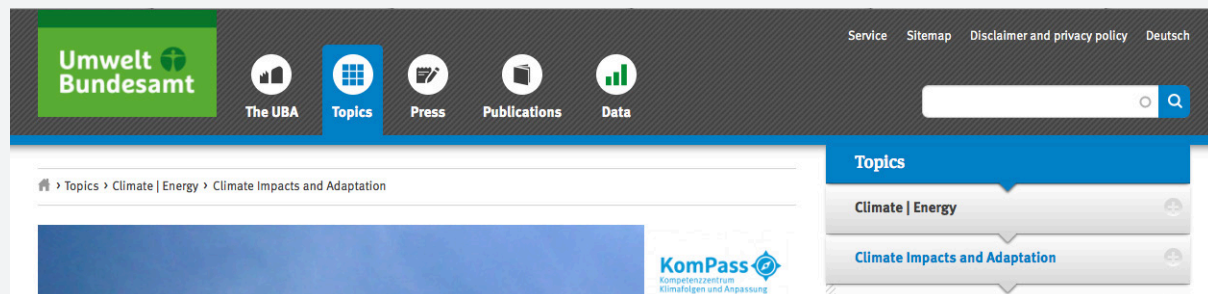 Service Sitemap Disclaimer and privacy policy Deutsch
Umwelt
Bundesamt
The UBA Topics Press Publications Data
Topics
> Topics > Climate | Energy > Climate Impacts and Adaptation
Climate | Energy
Climate Impacts and Adaptation
KomPass
Kompetenzzentrum
Klimafolgen und Anpassung